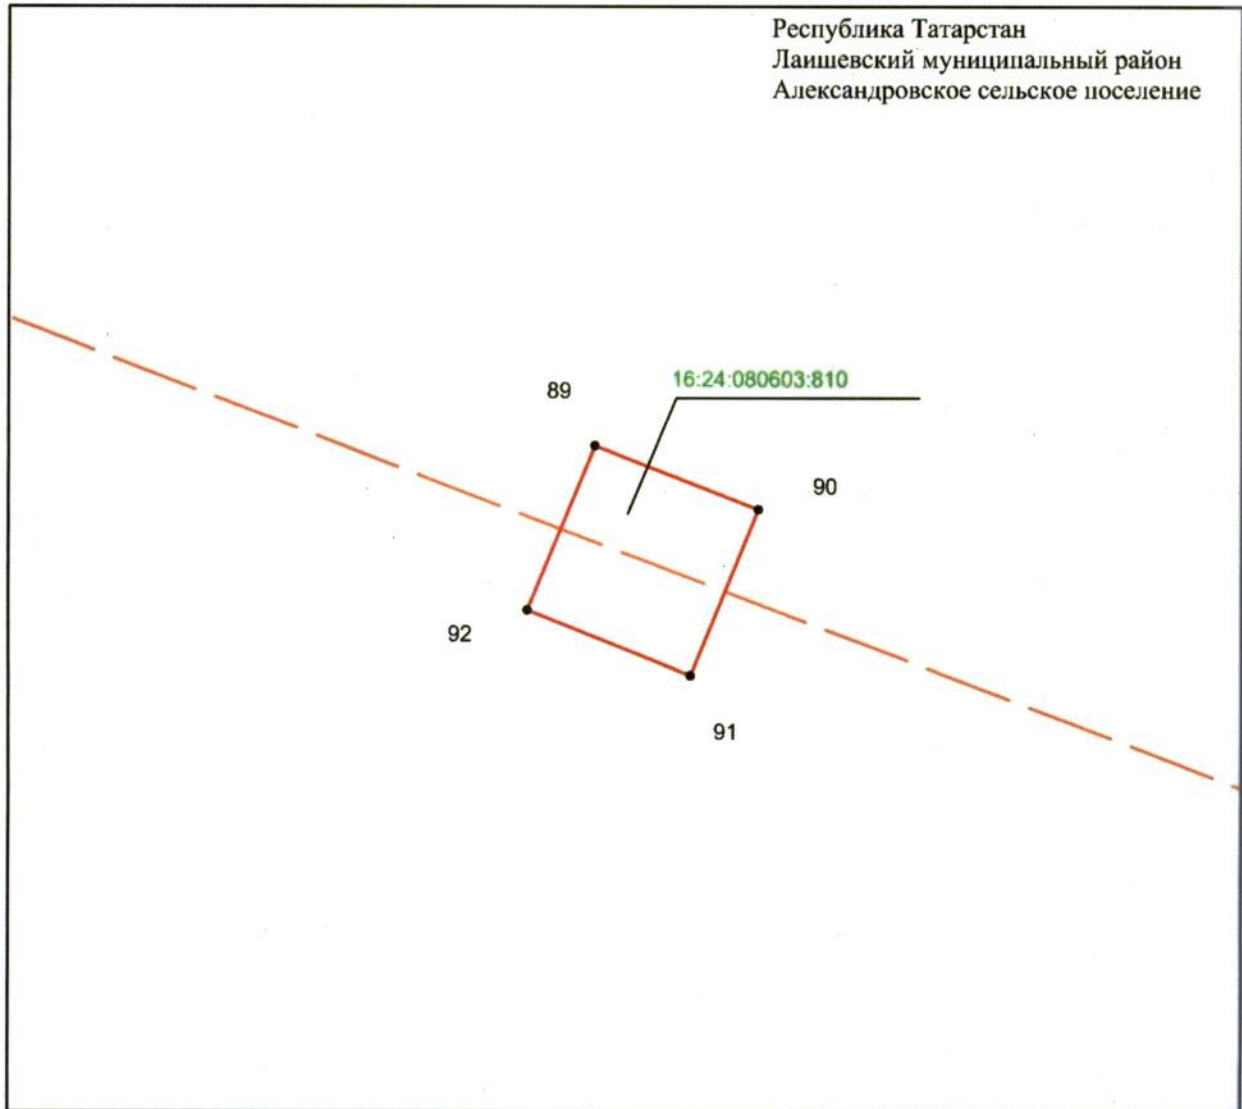 Республика Татарстан
Лаишевский муниципальный район
Александровское сельское поселение
16:24:080603:810
89
90
92
91